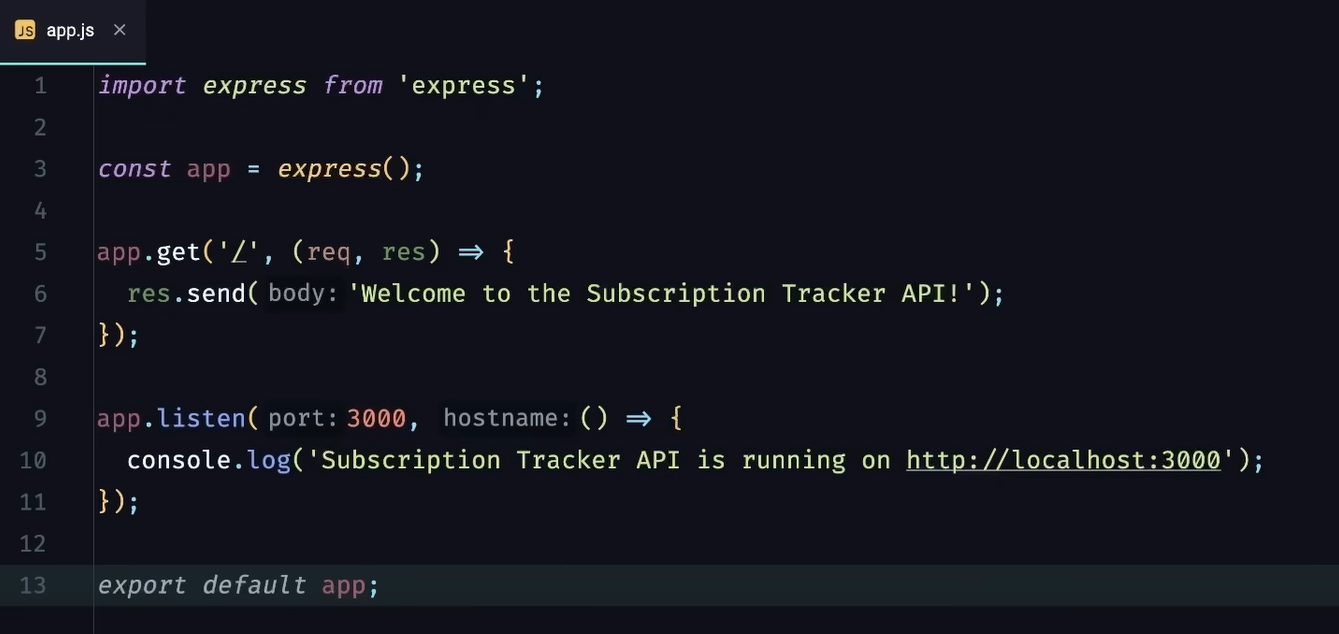 JS app.js ×
1 import express from 'express';
2
3 const app = express();
4
5 app.get('/', (req, res) => {
6 res.send( body: 'Welcome to the Subscription Tracker API!');
7 });
8
9 app.listen( port: 3000, hostname: () => {
10 console.log('Subscription Tracker API is running on http://localhost:3000');
11 });
12
13 export default app;